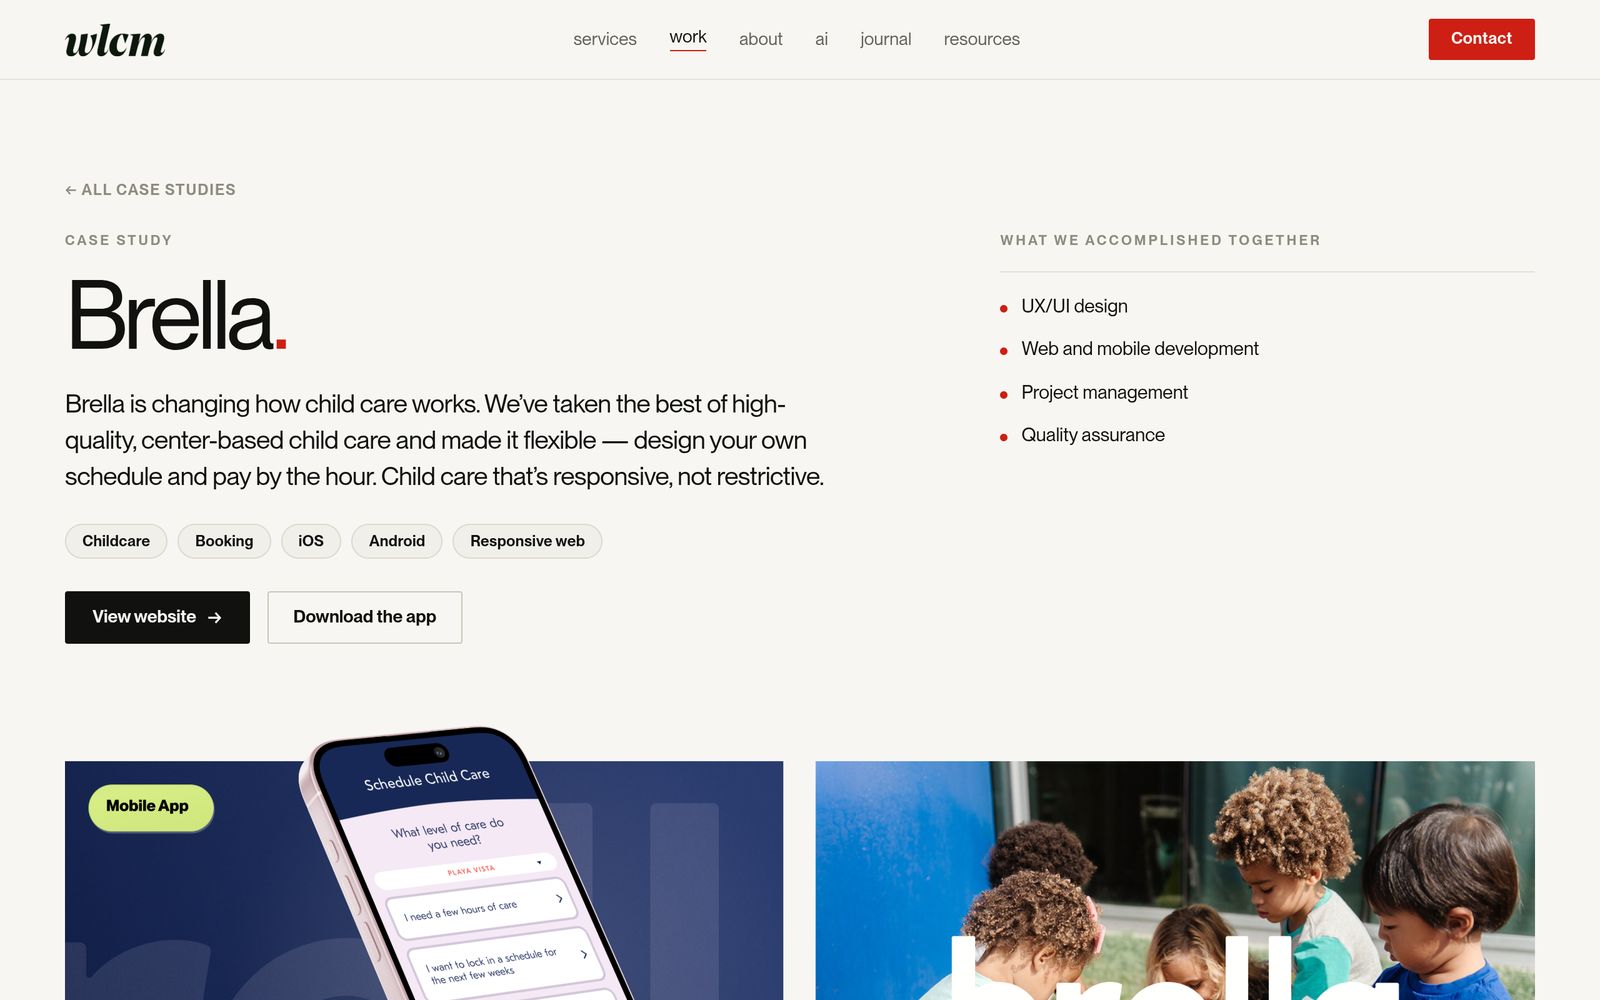 wlcm
services work about ai journal resources
Contact
← ALL CASE STUDIES
CASE STUDY
Brella.
Brella is changing how child care works. We’ve taken the best of high-
quality, center-based child care and made it flexible — design your own
schedule and pay by the hour. Child care that’s responsive, not restrictive.
Childcare
Booking
iOS
Android
Responsive web
View website →
Download the app
WHAT WE ACCOMPLISHED TOGETHER
UX/UI design
Web and mobile development
Project management
Quality assurance
Mobile App
Schedule Child Care
What level of care do
you need?
PLAYA VISTA
I need a few hours of care
I want to lock in a schedule for
the next few weeks
brella